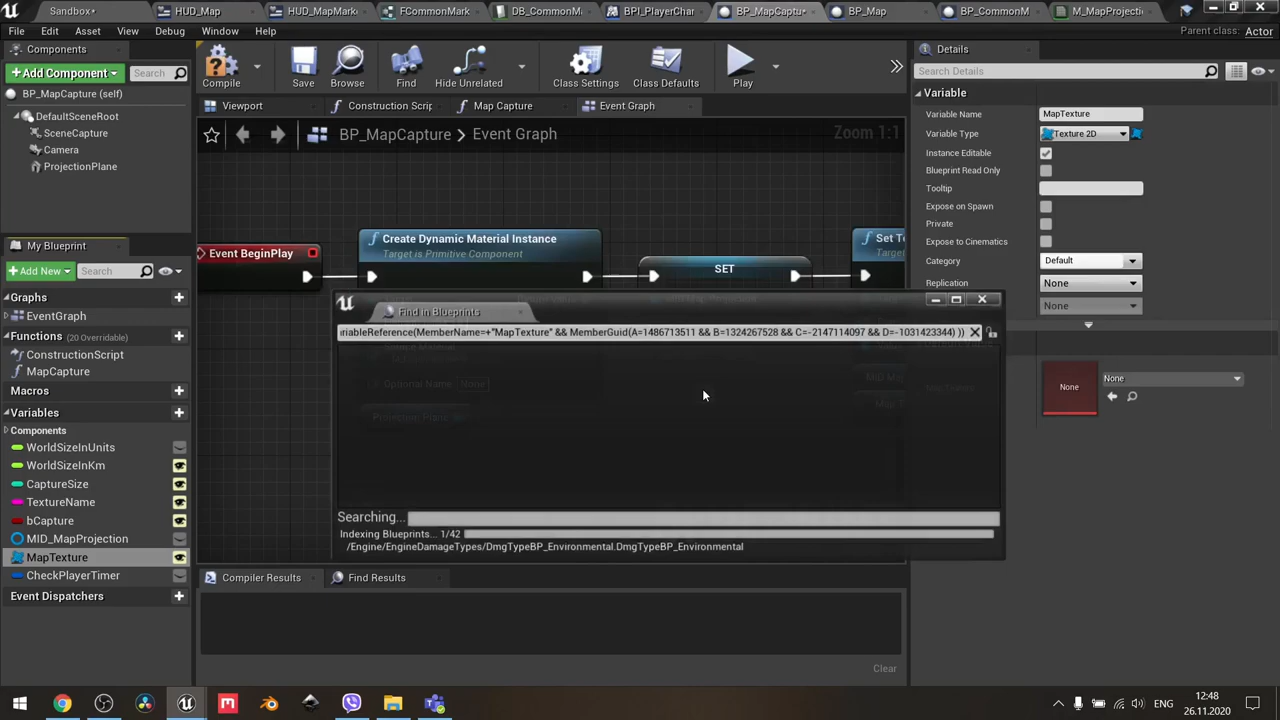 Sandbox•
HUD_Map
HUD_MapMark
FCommonMark
DB_CommonM
BPI_PlayerChar
BP_MapCaptu•
BP_Map
BP_CommonM
M_MapProjecti
File Edit Asset View Debug Window Help
Parent class: Actor
Components
+Add Component
Search
BP_MapCapture (self)
DefaultSceneRoot
SceneCapture
Camera
ProjectionPlane
Compile
Save
Browse
Find
Hide Unrelated
Class Settings
Class Defaults
Play
Viewport
Construction Scrip
Map Capture
Event Graph
BP_MapCapture > Event Graph
Zoom 1:1
Event BeginPlay
Create Dynamic Material Instance
Target is Primitive Component
SET
Set Te
Target
Find in Blueprints
riableReference(MemberName=+"MapTexture" && MemberGuid(A=1486713511 && B=1324267528 && C=-2147114097 && D=-1031423344) ))
Optional Name None
Projection Plane
Searching...
Indexing Blueprints... 1/42
/Engine/EngineDamageTypes/DmgTypeBP_Environmental.DmgTypeBP_Environmental
Compiler Results
Find Results
Clear
My Blueprint
+Add New
Search
Graphs
EventGraph
Functions (20 Overridable)
ConstructionScript
MapCapture
Macros
Variables
Components
WorldSizeInUnits
WorldSizeInKm
CaptureSize
TextureName
bCapture
MID_MapProjection
MapTexture
CheckPlayerTimer
Event Dispatchers
Details
Search Details
Variable
Variable Name MapTexture
Variable Type Texture 2D
Instance Editable
Blueprint Read Only
Tooltip
Expose on Spawn
Private
Expose to Cinematics
Category Default
Replication None
None
None
None
ENG
12:48
26.11.2020